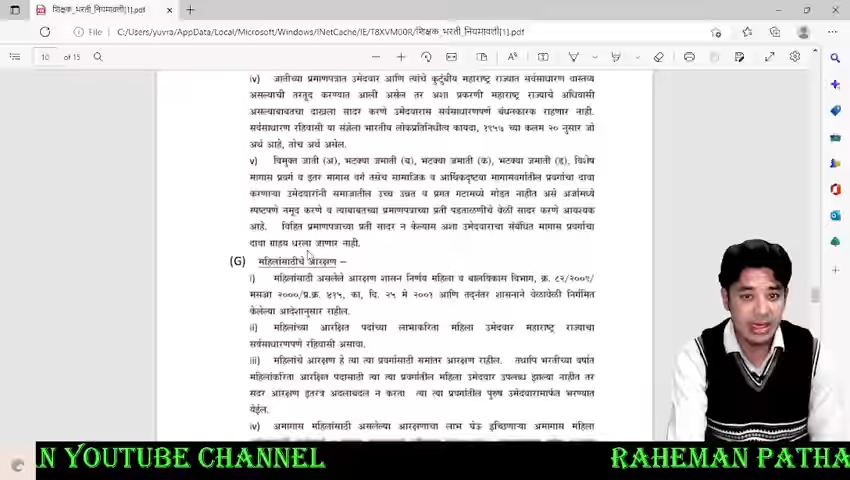 शिक्षक_भरती_नियमावली[1].pdf
File C:/Users/yuvra/AppData/Local/Microsoft/Windows/INetCache/IE/T8XVM00R/शिक्षक_भरती_नियमावली[1].pdf
10 of 15
iv) जातीच्या प्रमाणपत्रात उमेदवार आणि त्यांचे कुटुंबीय महाराष्ट्र राज्यात सर्वसाधारण वास्तव्य
असल्याची तरतूद करण्यात आली असेल तर अशा प्रकरणी महाराष्ट्र राज्याचे अधिवासी
असल्याबाबतचा दाखला सादर करणे उमेदवारास सर्वसाधारणपणे बंधनकारक राहणार नाही.
सर्वसाधारण रहिवासी या संज्ञेला भारतीय लोकप्रतिनिधीत्व कायदा, १९५७ च्या कलम २० नुसार जो
अर्थ आहे, तोच अर्थ असेल.
v) विमुक्त जाती (अ), भटक्या जमाती (ब), भटक्या जमाती (क), भटक्या जमाती (ड), विशेष
मागास प्रवर्ग व इतर मागास वर्ग तसेच सामाजिक व आर्थिकदृष्टया मागासवर्गातील प्रवर्गाचा दावा
करणाऱ्या उमेदवारांनी समाजातील उच्च उन्नत व प्रगत गटामध्ये मोडत नाहीत असे अर्जामध्ये
स्पष्टपणे नमूद करणे व त्याबाबतच्या प्रमाणपत्राच्या प्रती पडताळणीचे वेळी सादर करणे आवश्यक
आहे. विहित प्रमाणपत्राच्या प्रती सादर न केल्यास अशा उमेदवाराचा संबंधित मागास प्रवर्गाचा
दावा ग्राहय धरला जाणार नाही.
(G) महिलांसाठीचे आरक्षण –
i) महिलांसाठी असलेले आरक्षण शासन निर्णय महिला व बालविकास विभाग, क्र. ८२/२००१/
मसआ २०००/प्र.क्र. ४१५, का, दि. २५ मे २००१ आणि तद्नंतर शासनाने वेळावेळी निर्गमित
केलेल्या आदेशानुसार राहील.
ii) महिलांच्या आरक्षित पदांच्या लाभाकरिता महिला उमेदवार महाराष्ट्र राज्याचा
सर्वसाधारणपणे रहिवासी असावा.
iii) महिलांचे आरक्षण हे त्या त्या प्रवर्गासाठी समांतर आरक्षण राहील. तथापि भरतीच्या वर्षात
महिलांकरिता आरक्षित पदासाठी त्या त्या प्रवर्गातील महिला उमेदवार उपलब्ध झाल्या नाहीत तर
सदर आरक्षण इतरत्र अदलाबदल न करता त्या त्या प्रवर्गातील पुरुष उमेदवारामार्फत भरण्यात
येईल.
iv) अमागास महिलांसाठी असलेल्या आरक्षणाचा लाभ घेऊ इच्छिणाऱ्या अमागास महिला
N YOUTUBE CHANNEL RAHEMAN PATHA